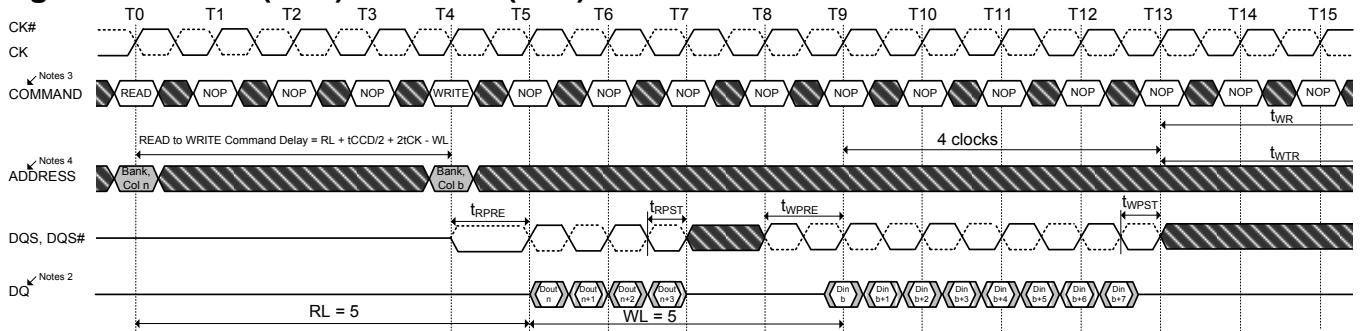 T0 T1 T2 T3 T4 T5 T6 T7 T8 T9 T10 T11 T12 T13 T14 T15
CK#
CK
Notes 3
COMMAND READ NOP NOP NOP WRITE NOP NOP NOP NOP NOP NOP NOP NOP NOP NOP NOP
READ to WRITE Command Delay = RL + tCCD/2 + 2tCK - WL
4 clocks
tWR
tWTR
Notes 4
ADDRESS
Bank, Col n
Bank, Col b
tRPRE tRPST tWPRE tWPST
DQS, DQS#
Notes 2
DQ
Dout n
Dout n+1
Dout n+2
Dout n+3
Din b
Din b+1
Din b+2
Din b+3
Din b+4
Din b+5
Din b+6
Din b+7
RL = 5 WL = 5